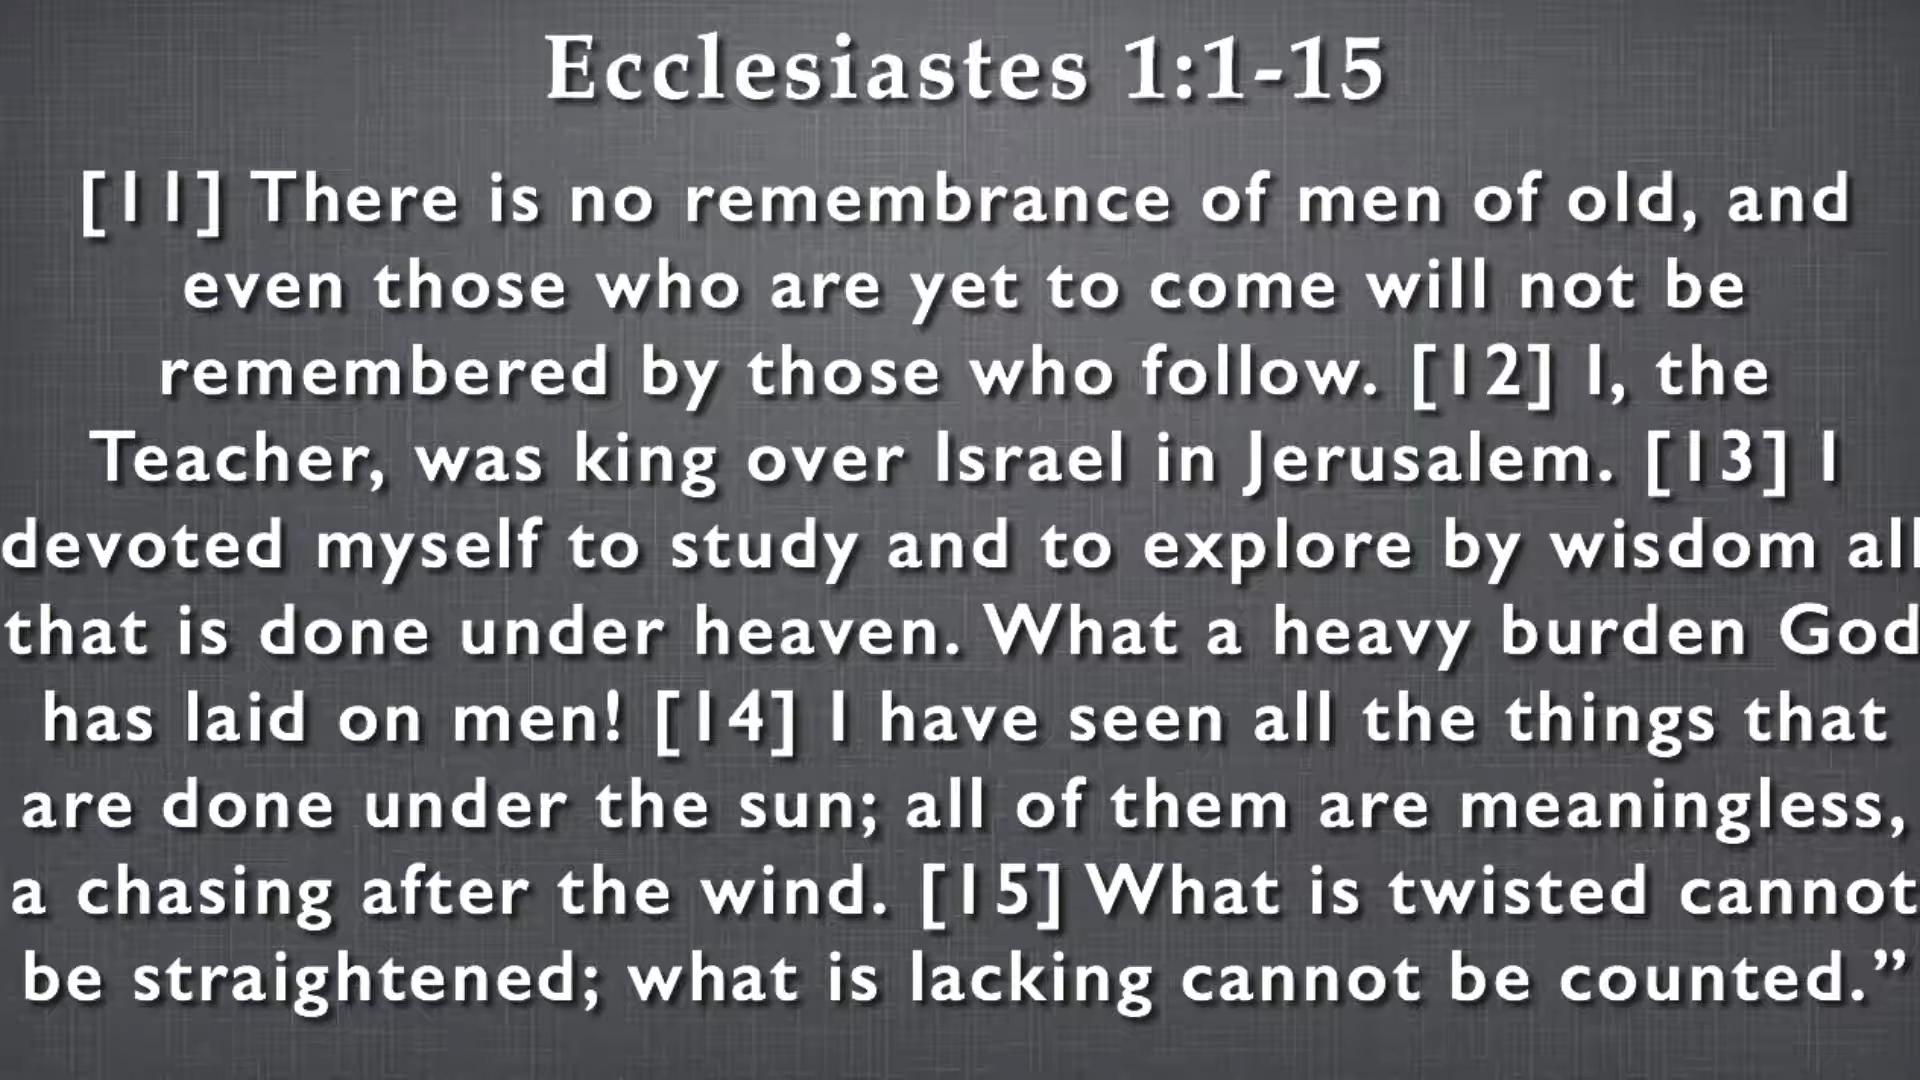 Ecclesiastes 1:1-15
[11] There is no remembrance of men of old, and
even those who are yet to come will not be
remembered by those who follow. [12] I, the
Teacher, was king over Israel in Jerusalem. [13] I
devoted myself to study and to explore by wisdom all
that is done under heaven. What a heavy burden God
has laid on men! [14] I have seen all the things that
are done under the sun; all of them are meaningless,
a chasing after the wind. [15] What is twisted cannot
be straightened; what is lacking cannot be counted.”